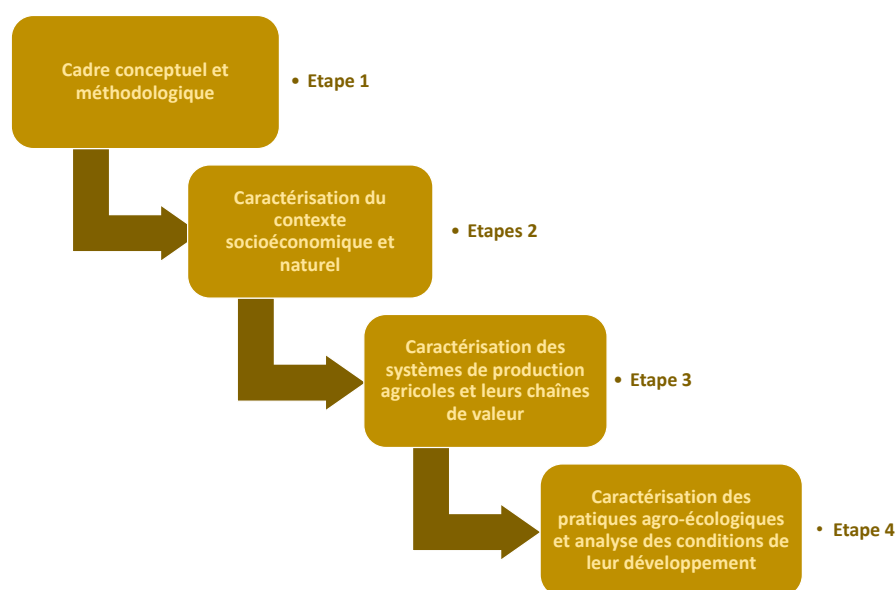 Cadre conceptuel et
méthodologique
• Etape 1
Caractérisation du
contexte
socioéconomique et
naturel
• Etapes 2
Caractérisation des
systèmes de production
agricoles et leurs chaînes
de valeur
• Etape 3
Caractérisation des
pratiques agro-écologiques
et analyse des conditions de
leur développement
• Etape 4